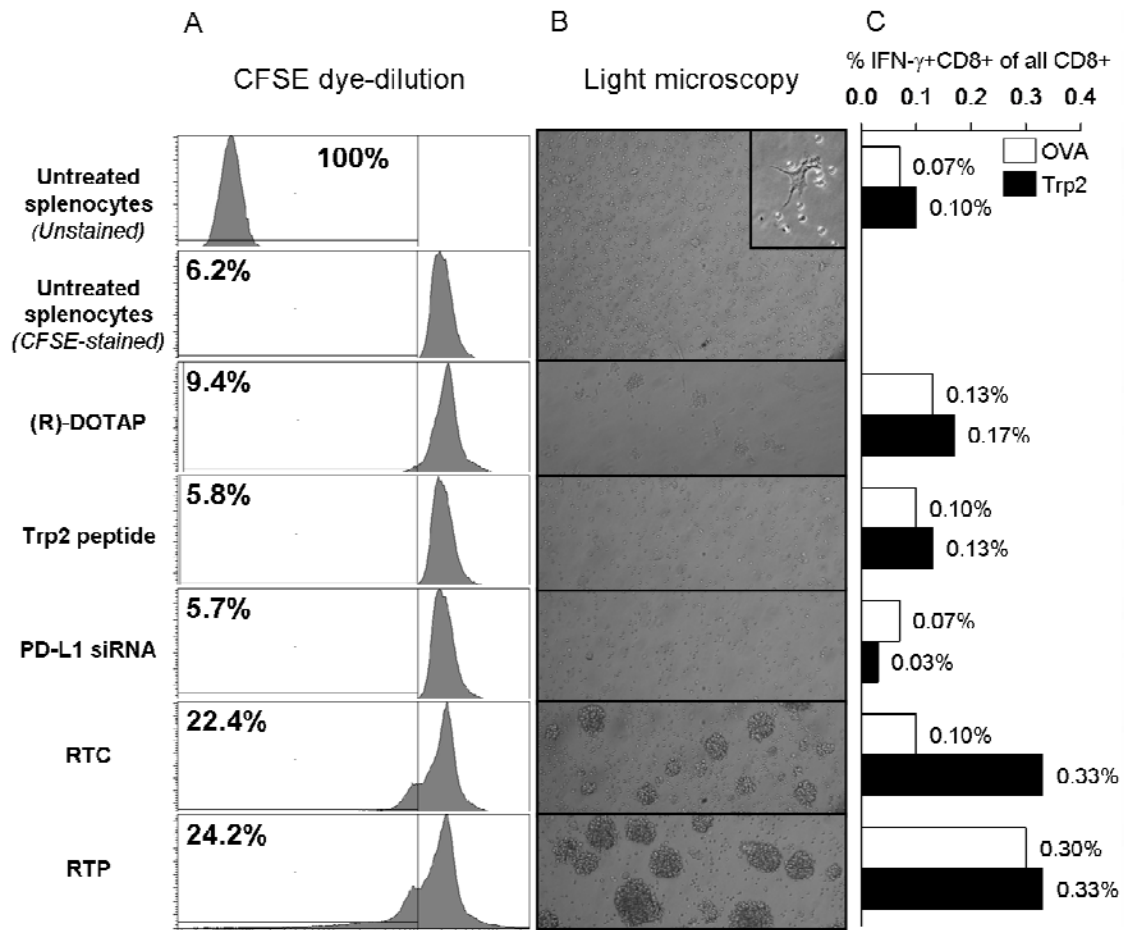 A
B
C
CFSE dye-dilution
Light microscopy
% IFN-γ+CD8+ of all CD8+
0.0 0.1 0.2 0.3 0.4
Untreated
splenocytes
(Unstained)
100%
OVA
Trp2
0.07%
0.10%
Untreated
splenocytes
(CFSE-stained)
6.2%
(R)-DOTAP
9.4%
0.13%
0.17%
Trp2 peptide
5.8%
0.10%
0.13%
PD-L1 siRNA
5.7%
0.07%
0.03%
RTC
22.4%
0.10%
0.33%
RTP
24.2%
0.30%
0.33%